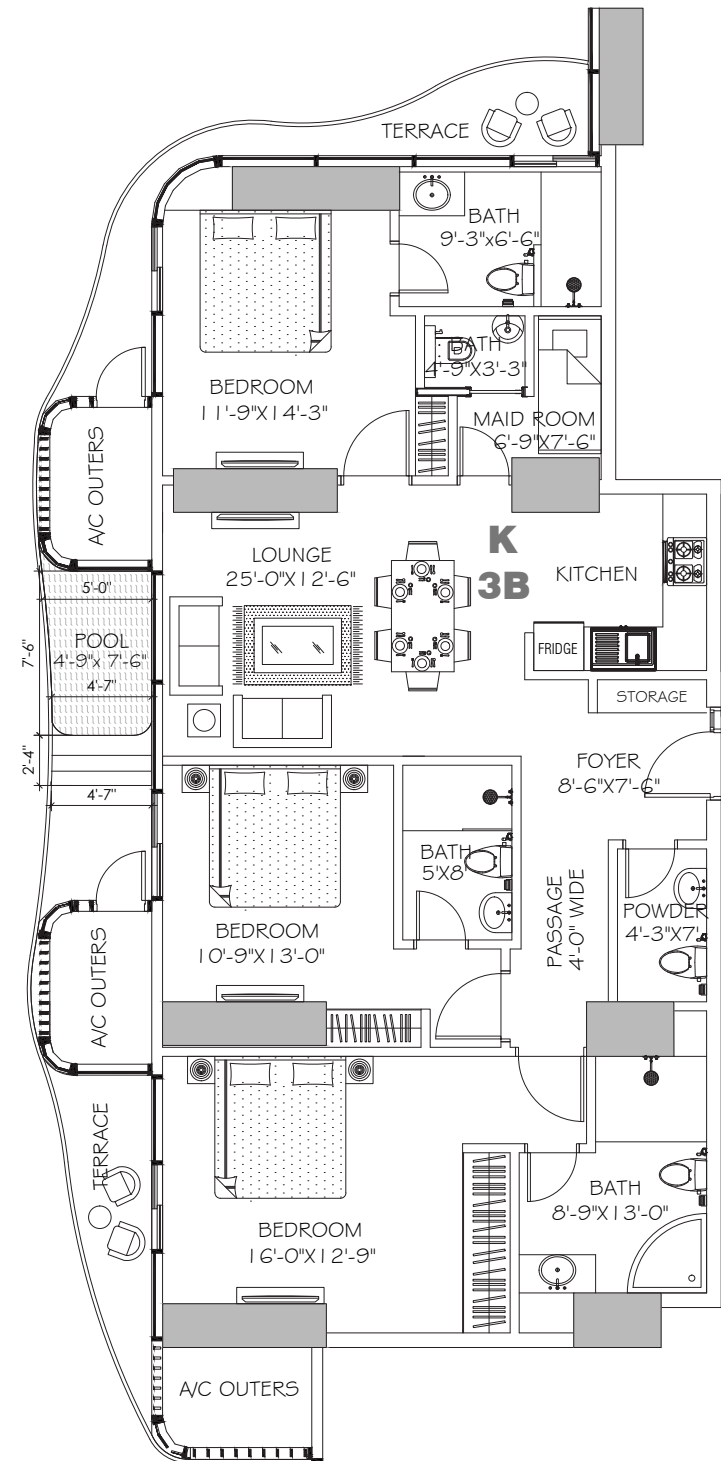 TERRACE
BATH
9'-3"x6'-6"
BATH
4'-9"X3'-3"
BEDROOM
11'-9"X14'-3"
MAID ROOM
6'-9"X7'-6"
A/C OUTERS
K
3B
LOUNGE
25'-0"X12'-6"
KITCHEN
5'-0"
POOL
4'-9"x 7'-6"
7'-6"
4'-7"
FRIDGE
STORAGE
2'-4"
4'-7"
FOYER
8'-6"X7'-6"
BATH
5'X8'
PASSAGE
4'-0" WIDE
POWDER
4'-3"X7'
BEDROOM
10'-9"X13'-0"
A/C OUTERS
TERRACE
BATH
8'-9"X13'-0"
BEDROOM
16'-0"X12'-9"
A/C OUTERS